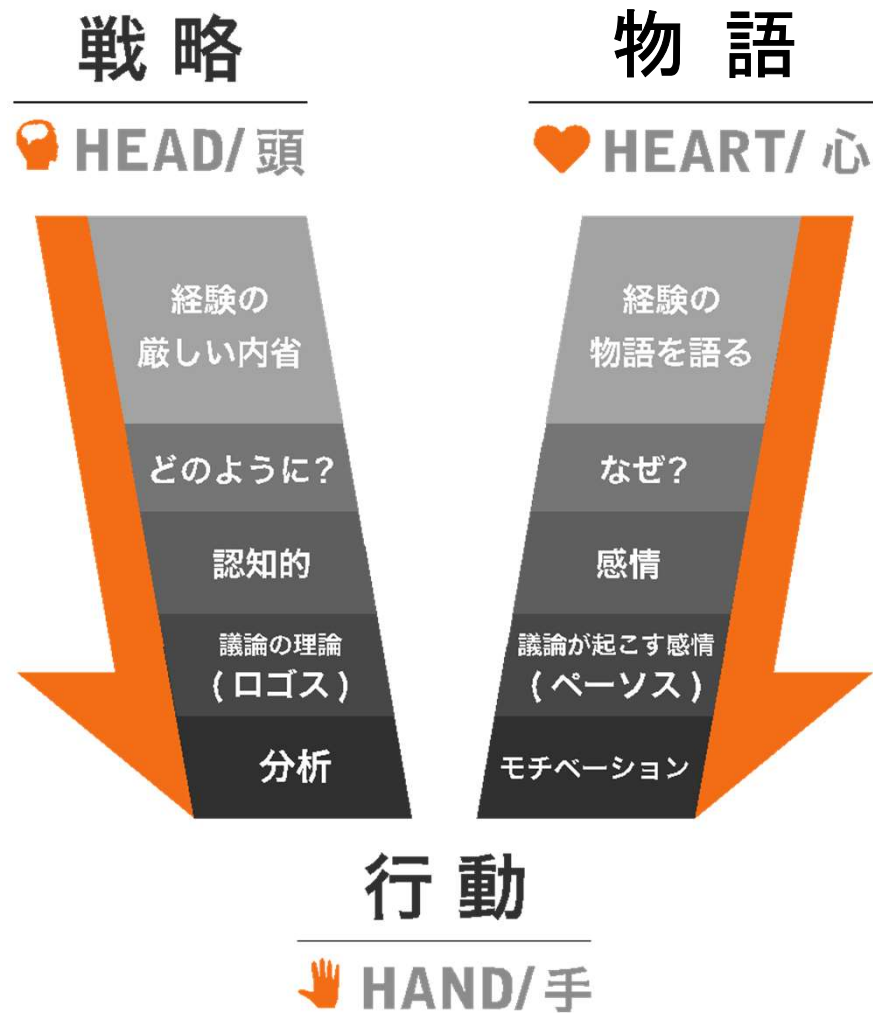 戦略
HEAD/頭
経験の
厳しい内省
どのように?
認知的
議論の理論
(ロゴス)
分析
物語
HEART/心
経験の
物語を語る
なぜ?
感情
議論が起こす感情
(ペーソス)
モチベーション
行動
HAND/手